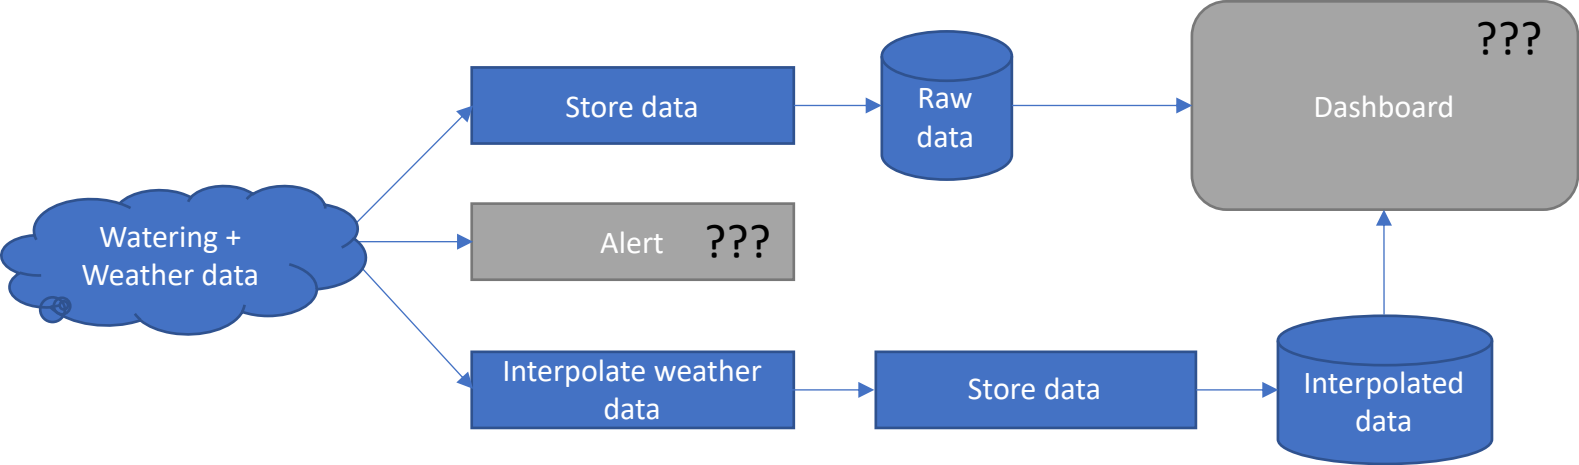 ???
Store data
Raw
data
Dashboard
Watering +
Weather data
Alert ???
Interpolate weather
data
Store data
Interpolated
data